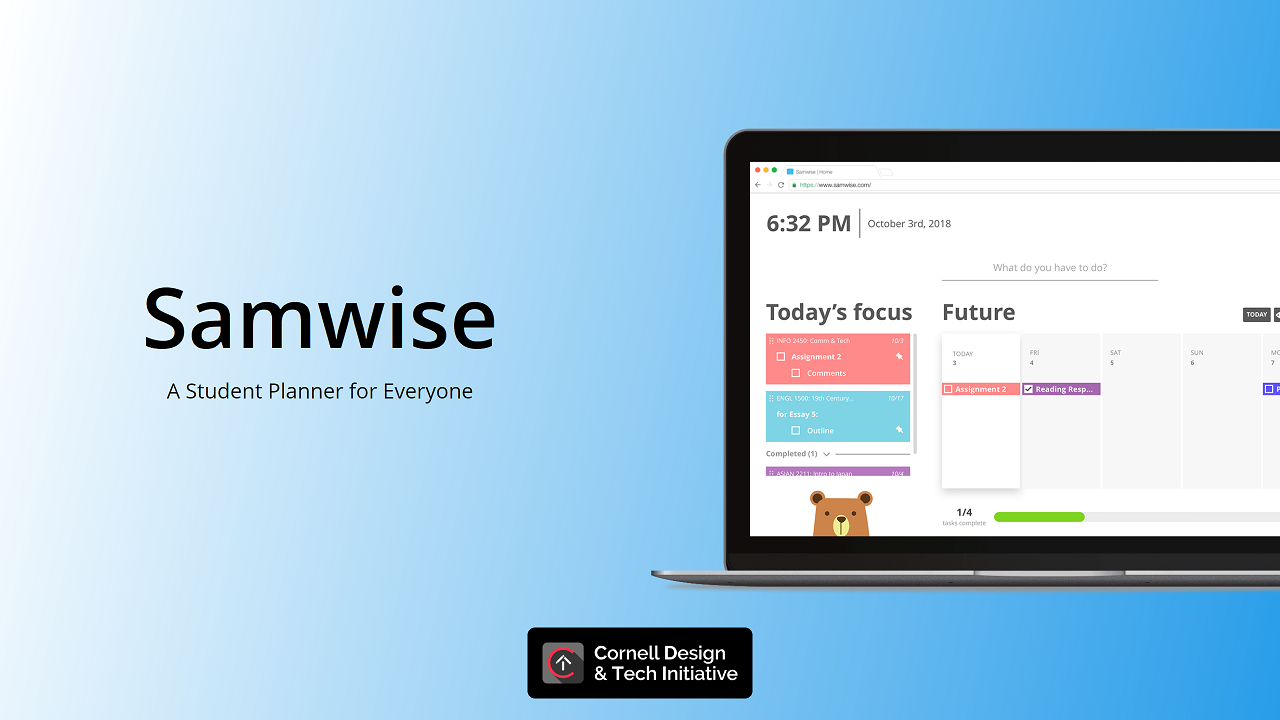 Samwise
A Student Planner for Everyone
Samwise | Home
https://www.samwise.com/
6:32 PM
October 3rd, 2018
What do you have to do?
Today's focus
INFO 2450: Comm & Tech
10/3
Assignment 2
Comments
ENGL 1500: 19th Century...
10/17
for Essay 5:
Outline
Completed (1)
ASIAN 2211: Intro to Japan
10/4
Future
TODAY
TODAY
3
FRI
4
SAT
5
SUN
6
7
Assignment 2
Reading Resp...
1/4
tasks complete
Cornell Design
& Tech Initiative